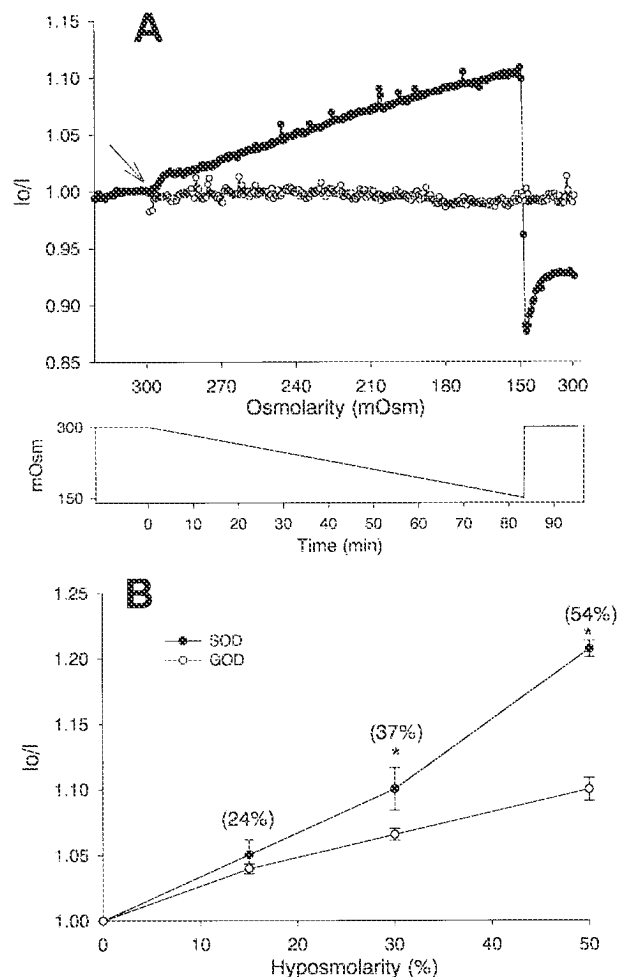 A
1.15
1.10
1.05
1.00
0.95
0.90
0.85
Io/I
300 270 240 210 180 150 300
Osmolarity (mOsm)
300
150
mOsm
0 10 20 30 40 50 60 70 80 90
Time (min)
B
1.25
1.20
1.15
1.10
1.05
1.00
Io/I
SOD
GOD
(24%)
(37%)
*
(54%)
*
0 10 20 30 40 50
Hyposmolarity (%)